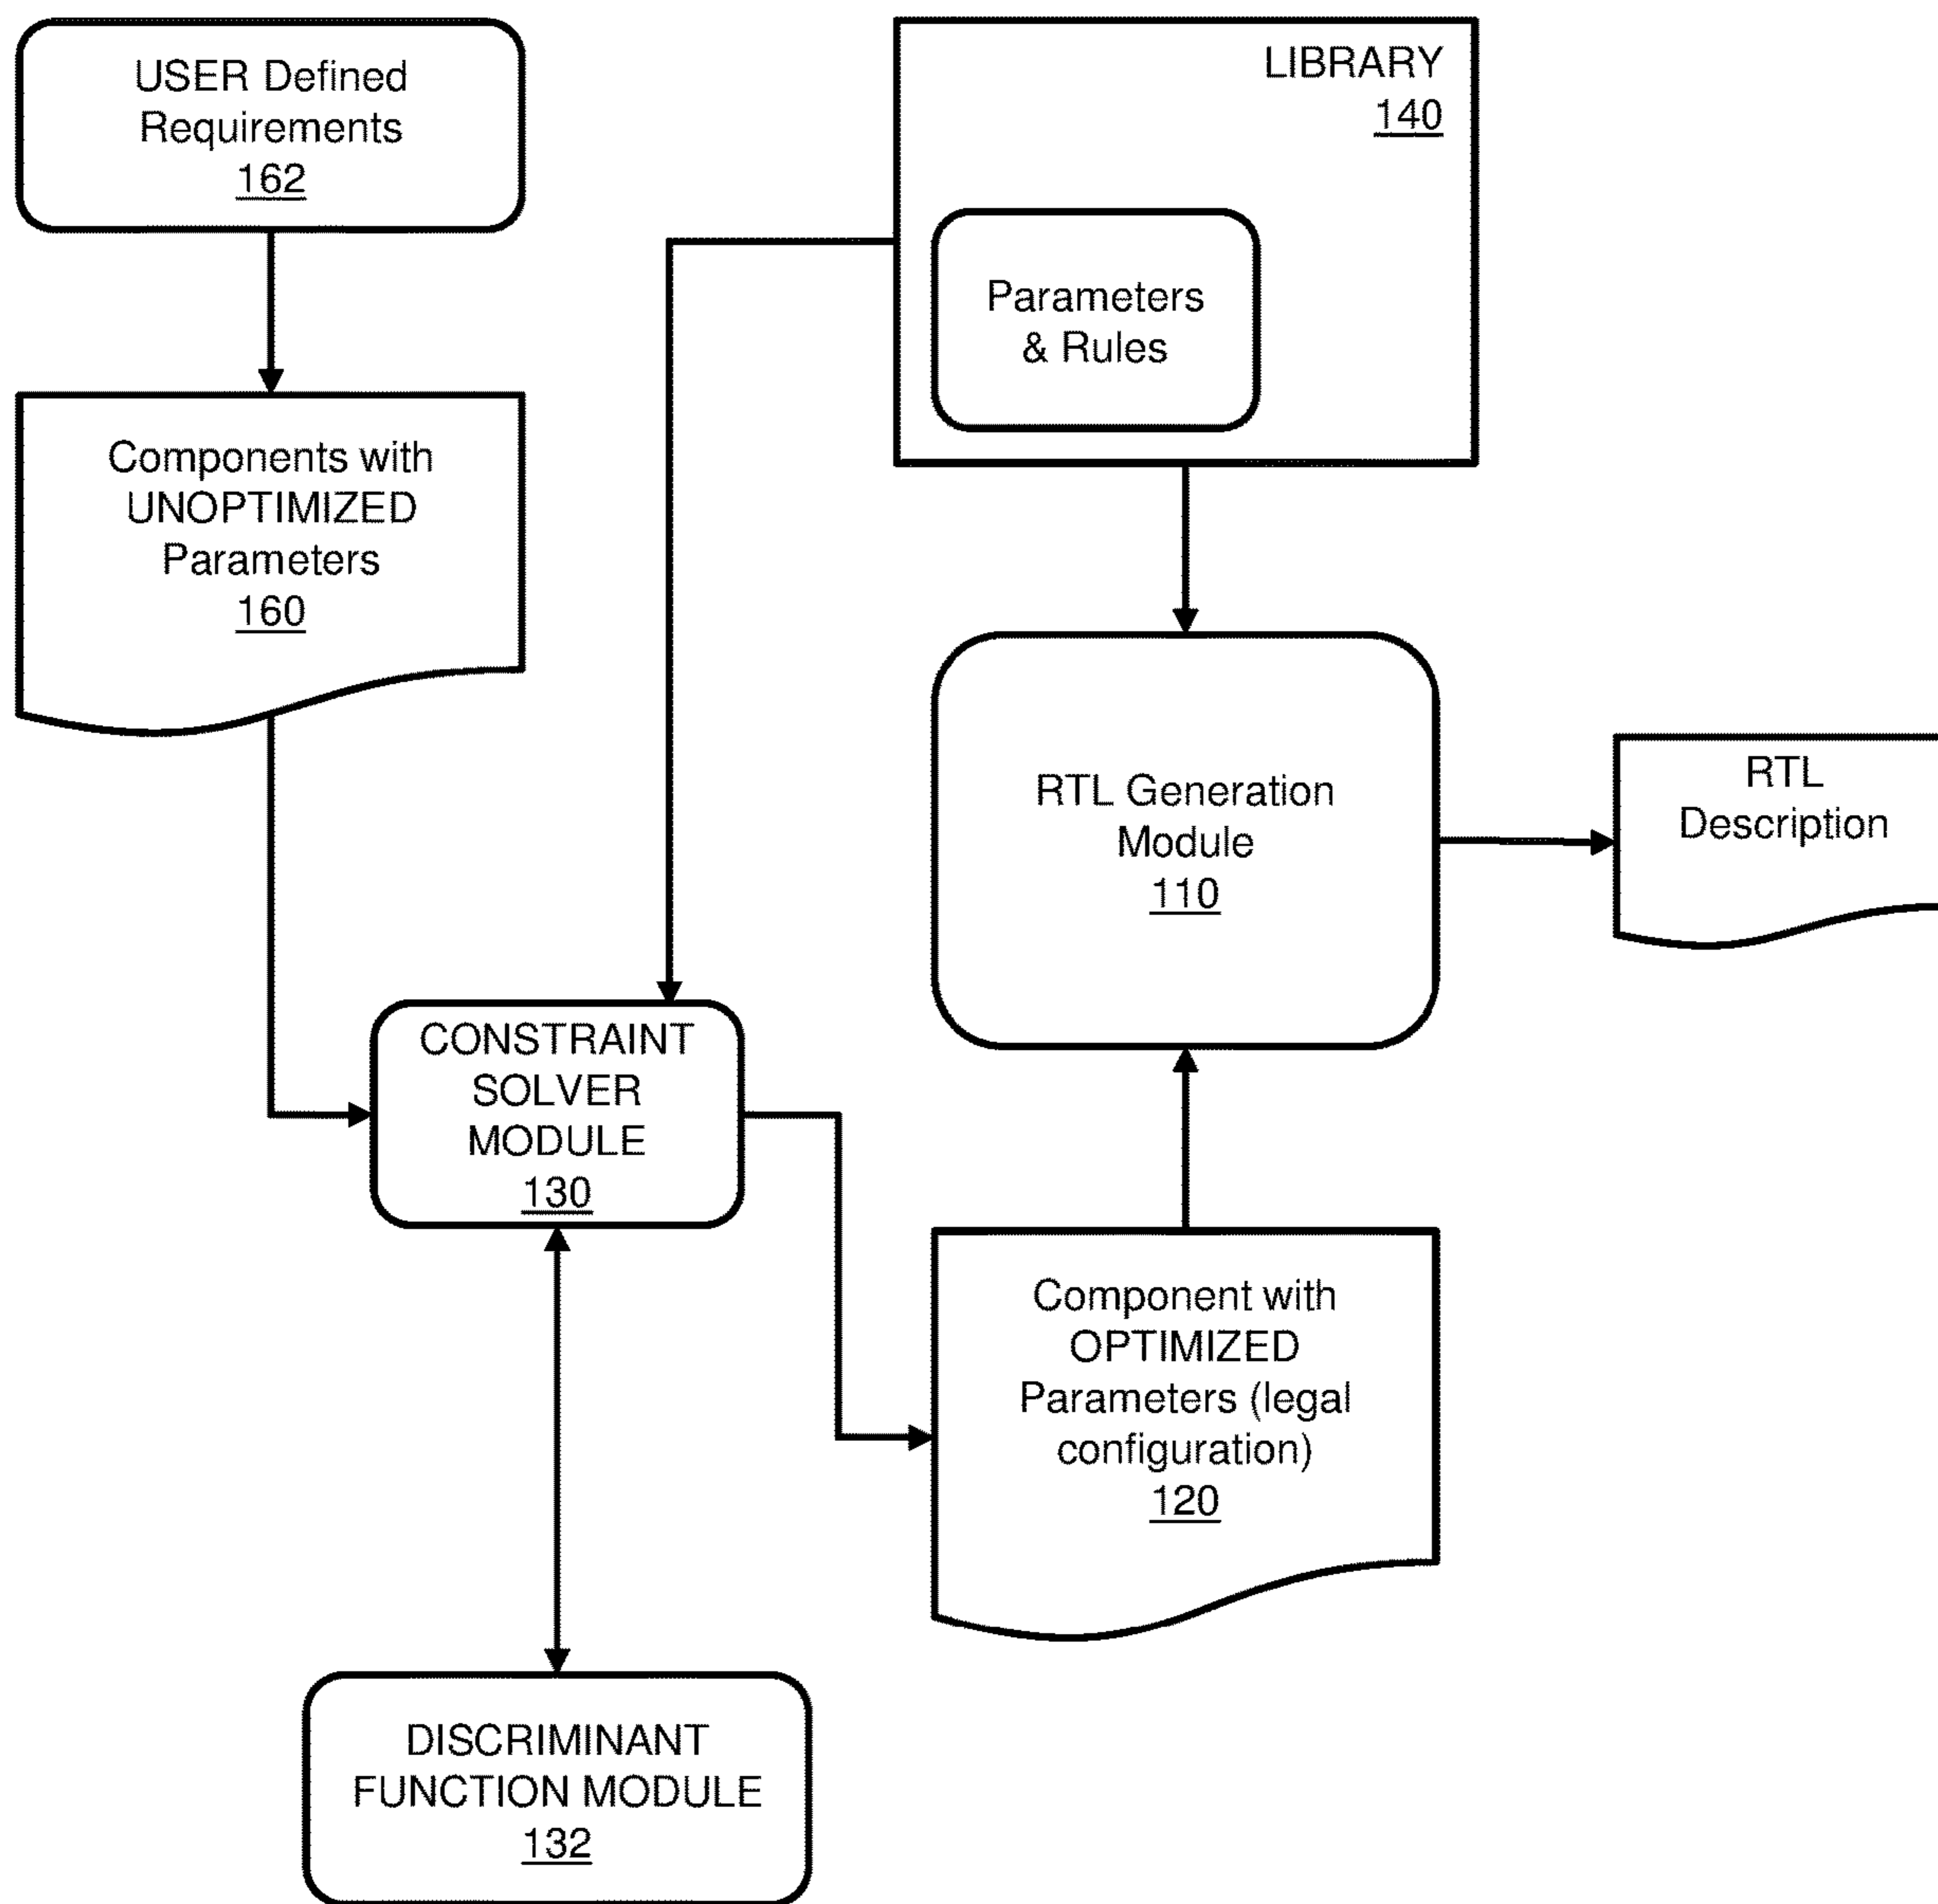 USER Defined
Requirements
162
LIBRARY
140
Parameters
& Rules
Components with
UNOPTIMIZED
Parameters
160
RTL Generation
Module
110
RTL
Description
CONSTRAINT
SOLVER
MODULE
130
Component with
OPTIMIZED
Parameters (legal
configuration)
120
DISCRIMINANT
FUNCTION MODULE
132